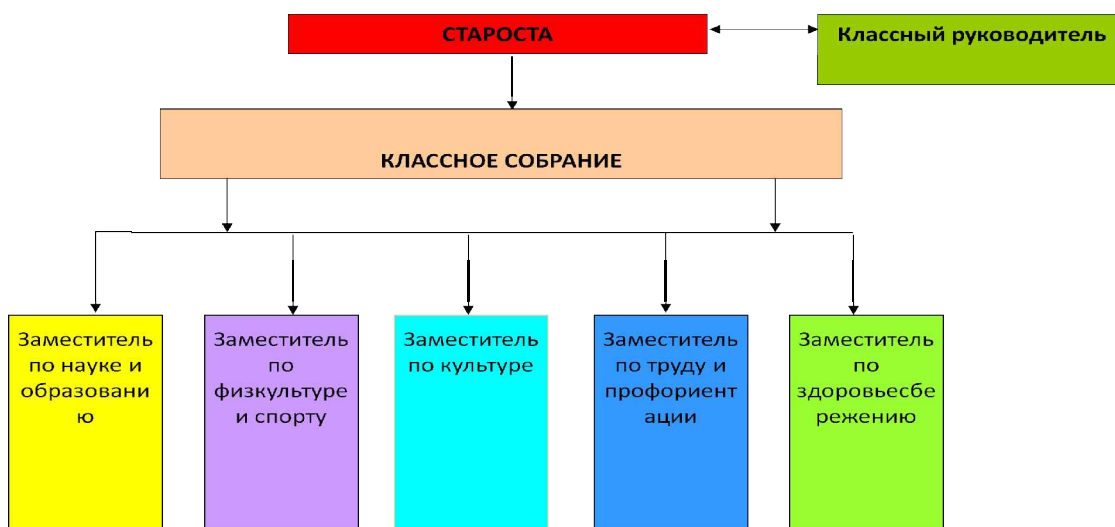 СТАРОСТА
Классный руководитель
КЛАССНОЕ СОБРАНИЕ
Заместитель
по науке и
образовани
ю
Заместитель
по
физкультуре
и спорту
Заместитель
по культуре
Заместитель
по труду и
профориент
ации
Заместитель
по
здоровьесбе
режению